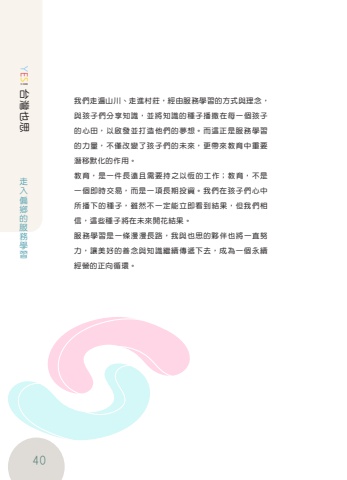 YES! 台灣也思
走入偏鄉的服務學習
我們走遍山川、走進村莊，經由服務學習的方式與理念，
與孩子們分享知識，並將知識的種子播撒在每一個孩子
的心田，以啟發並打造他們的夢想。而這正是服務學習
的力量，不僅改變了孩子們的未來，更帶來教育中重要
潛移默化的作用。
教育，是一件長遠且需要持之以恆的工作；教育，不是
一個即時交易，而是一項長期投資。我們在孩子們心中
所播下的種子，雖然不一定能立即看到結果，但我們相
信，這些種子將在未來開花結果。
服務學習是一條漫漫長路，我與也思的夥伴也將一直努
力，讓美好的善念與知識繼續傳遞下去，成為一個永續
經營的正向循環。
40